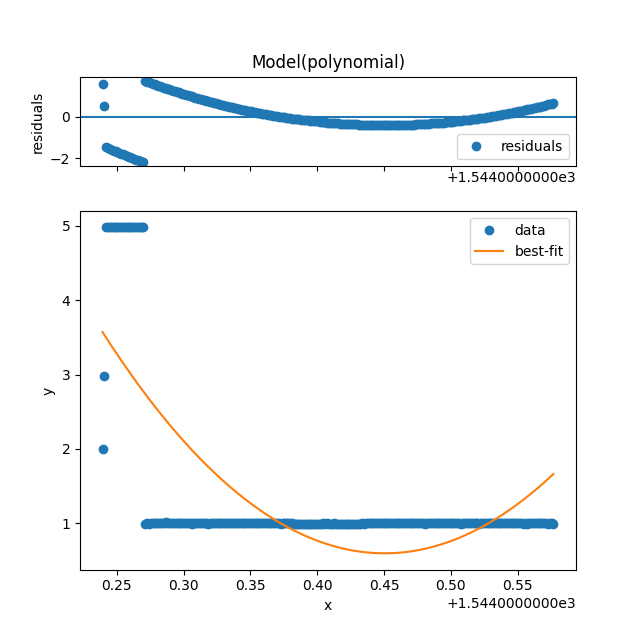 Model(polynomial)
residuals
0
−2
residuals
+1.5440000000e3
y
5
4
3
2
1
data
best-fit
0.25 0.30 0.35 0.40 0.45 0.50 0.55
x
+1.5440000000e3